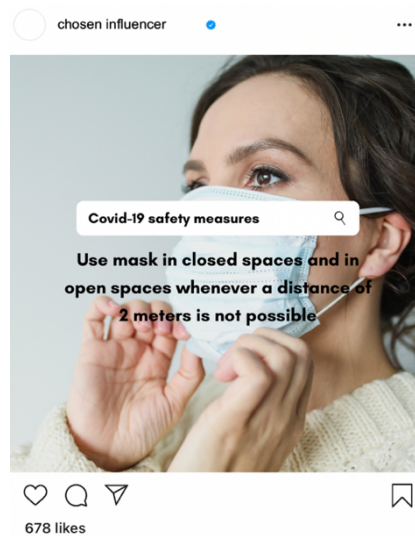 chosen influencer
Covid-19 safety measures
Use mask in closed spaces and in
open spaces whenever a distance of
2 meters is not possible
678 likes